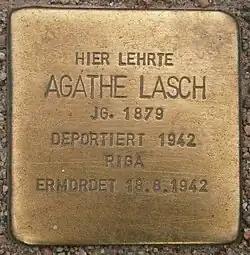 HIER LEHRTE
AGATHE LASCH
JG. 1879
DEPORTIERT 1942
RIGA
ERMORDET 18.8.1942